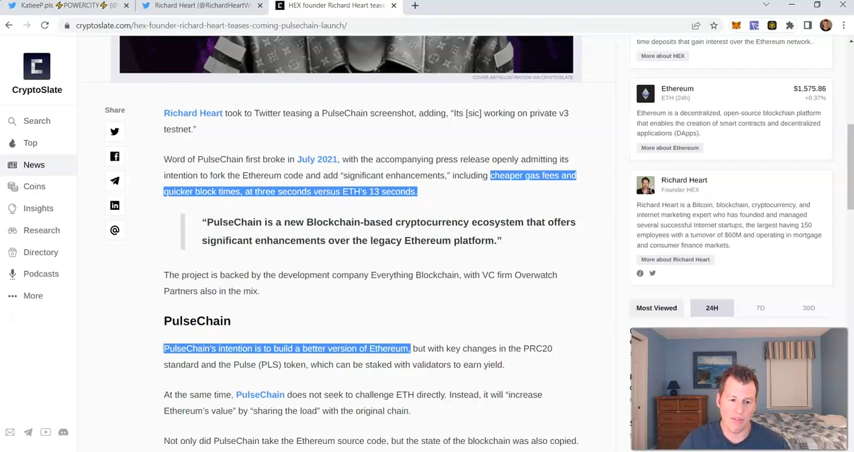 KatieeP.pls ⚡POWERCITY⚡(@
Richard Heart (@RichardHeartW
HEX founder Richard Heart tease
cryptoslate.com/hex-founder-richard-heart-teases-coming-pulsechain-launch/
COVER ART/ILLUSTRATION VIA CRYPTOSLATE
CryptoSlate
Search
Top
News
Coins
Insights
Research
Directory
Podcasts
More
Share
Richard Heart took to Twitter teasing a PulseChain screenshot, adding, “Its [sic] working on private v3
testnet.”
Word of PulseChain first broke in July 2021, with the accompanying press release openly admitting its
intention to fork the Ethereum code and add “significant enhancements,” including cheaper gas fees and
quicker block times, at three seconds versus ETH’s 13 seconds.
“PulseChain is a new Blockchain-based cryptocurrency ecosystem that offers
significant enhancements over the legacy Ethereum platform.”
The project is backed by the development company Everything Blockchain, with VC firm Overwatch
Partners also in the mix.
PulseChain
PulseChain’s intention is to build a better version of Ethereum, but with key changes in the PRC20
standard and the Pulse (PLS) token, which can be staked with validators to earn yield.
At the same time, PulseChain does not seek to challenge ETH directly. Instead, it will “increase
Ethereum’s value” by “sharing the load” with the original chain.
Not only did PulseChain take the Ethereum source code, but the state of the blockchain was also copied.
time deposits that gain interest over the Ethereum network..
More about HEX
Ethereum
$1,575.86
ETH (24h)
+0.37%
Ethereum is a decentralized, open-source blockchain platform
that enables the creation of smart contracts and decentralized
applications (DApps).
More about Ethereum
Richard Heart
Founder HEX
Richard Heart is a Bitcoin, blockchain, cryptocurrency, and
internet marketing expert who has founded and managed
several successful Internet startups, the largest having 150
employees with a turnover of $60M and operating in mortgage
and consumer finance markets.
More about Richard Heart
Most Viewed
24H
7D
30D